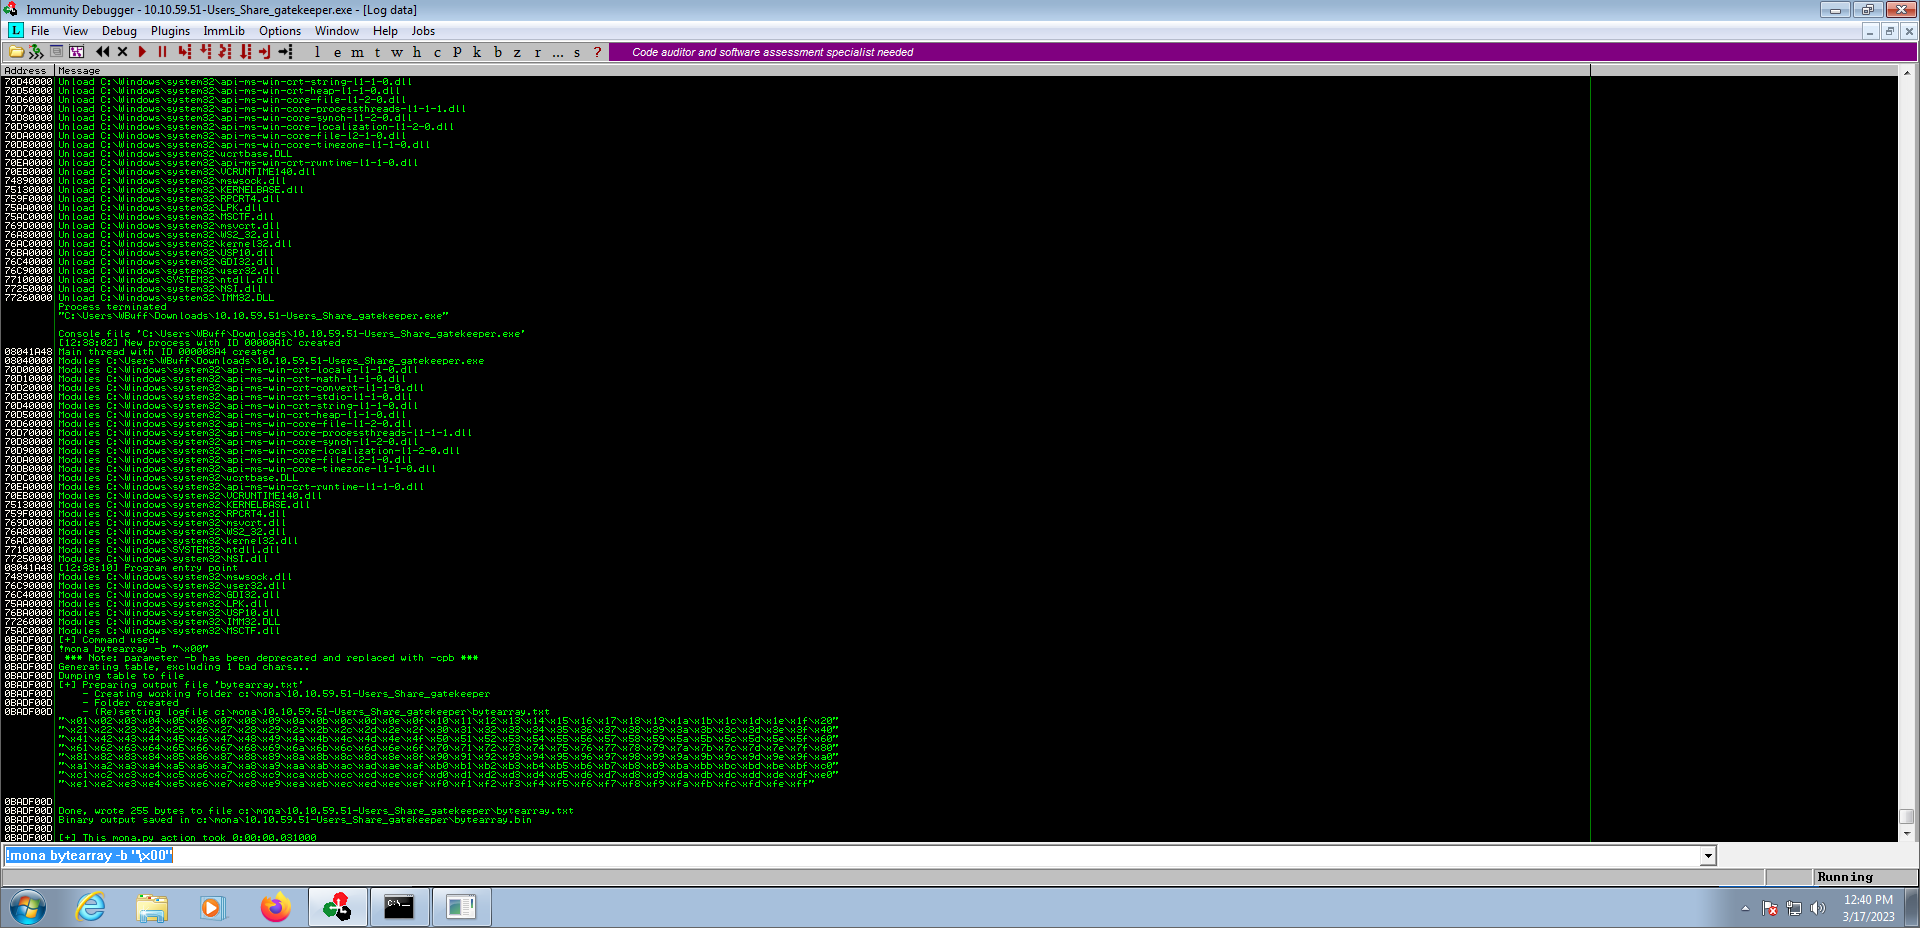 Immunity Debugger - 10.10.59.51-Users_Share_gatekeeper.exe - [Log data]
L File View Debug Plugins ImmLib Options Window Help Jobs
l e m t w h c P k b z r ... s ? Code auditor and software assessment specialist needed
Address Message
70D40000 Unload C:\Windows\system32\api-ms-win-crt-string-l1-1-0.dll
70D50000 Unload C:\Windows\system32\api-ms-win-crt-heap-l1-1-0.dll
70D60000 Unload C:\Windows\system32\api-ms-win-core-file-l1-2-0.dll
70D70000 Unload C:\Windows\system32\api-ms-win-core-processthreads-l1-1-1.dll
70D80000 Unload C:\Windows\system32\api-ms-win-core-synch-l1-2-0.dll
70D90000 Unload C:\Windows\system32\api-ms-win-core-localization-l1-2-0.dll
70DA0000 Unload C:\Windows\system32\api-ms-win-core-file-l2-1-0.dll
70DB0000 Unload C:\Windows\system32\api-ms-win-core-timezone-l1-1-0.dll
70DC0000 Unload C:\Windows\system32\ucrtbase.DLL
70EA0000 Unload C:\Windows\system32\api-ms-win-crt-runtime-l1-1-0.dll
70EB0000 Unload C:\Windows\system32\VCRUNTIME140.dll
74890000 Unload C:\Windows\system32\mswsock.dll
75130000 Unload C:\Windows\system32\KERNELBASE.dll
759F0000 Unload C:\Windows\system32\RPCRT4.dll
75AA0000 Unload C:\Windows\system32\LPK.dll
75AC0000 Unload C:\Windows\system32\MSCTF.dll
769D0000 Unload C:\Windows\system32\msvcrt.dll
76A80000 Unload C:\Windows\system32\WS2_32.dll
76AC0000 Unload C:\Windows\system32\kernel32.dll
76BA0000 Unload C:\Windows\system32\USP10.dll
76C40000 Unload C:\Windows\system32\GDI32.dll
76C90000 Unload C:\Windows\system32\user32.dll
77100000 Unload C:\Windows\SYSTEM32\ntdll.dll
77250000 Unload C:\Windows\system32\NSI.dll
77260000 Unload C:\Windows\system32\IMM32.DLL
Process terminated
"C:\Users\WBuff\Downloads\10.10.59.51-Users_Share_gatekeeper.exe"
Console file 'C:\Users\WBuff\Downloads\10.10.59.51-Users_Share_gatekeeper.exe'
[12:38:02] New process with ID 00000A1C created
08041A48 Main thread with ID 000008A4 created
08040000 Modules C:\Users\WBuff\Downloads\10.10.59.51-Users_Share_gatekeeper.exe
70D00000 Modules C:\Windows\system32\api-ms-win-crt-locale-l1-1-0.dll
70D10000 Modules C:\Windows\system32\api-ms-win-crt-math-l1-1-0.dll
70D20000 Modules C:\Windows\system32\api-ms-win-crt-convert-l1-1-0.dll
70D30000 Modules C:\Windows\system32\api-ms-win-crt-stdio-l1-1-0.dll
70D40000 Modules C:\Windows\system32\api-ms-win-crt-string-l1-1-0.dll
70D50000 Modules C:\Windows\system32\api-ms-win-crt-heap-l1-1-0.dll
70D60000 Modules C:\Windows\system32\api-ms-win-core-file-l1-2-0.dll
70D70000 Modules C:\Windows\system32\api-ms-win-core-processthreads-l1-1-1.dll
70D80000 Modules C:\Windows\system32\api-ms-win-core-synch-l1-2-0.dll
70D90000 Modules C:\Windows\system32\api-ms-win-core-localization-l1-2-0.dll
70DA0000 Modules C:\Windows\system32\api-ms-win-core-file-l2-1-0.dll
70DB0000 Modules C:\Windows\system32\api-ms-win-core-timezone-l1-1-0.dll
70DC0000 Modules C:\Windows\system32\ucrtbase.DLL
70EA0000 Modules C:\Windows\system32\api-ms-win-crt-runtime-l1-1-0.dll
70EB0000 Modules C:\Windows\system32\VCRUNTIME140.dll
75130000 Modules C:\Windows\system32\KERNELBASE.dll
759F0000 Modules C:\Windows\system32\RPCRT4.dll
769D0000 Modules C:\Windows\system32\msvcrt.dll
76A80000 Modules C:\Windows\system32\WS2_32.dll
76AC0000 Modules C:\Windows\system32\kernel32.dll
77100000 Modules C:\Windows\SYSTEM32\ntdll.dll
77250000 Modules C:\Windows\system32\NSI.dll
08041A48 [12:38:10] Program entry point
74890000 Modules C:\Windows\system32\mswsock.dll
76C90000 Modules C:\Windows\system32\user32.dll
76C40000 Modules C:\Windows\system32\GDI32.dll
75AA0000 Modules C:\Windows\system32\LPK.dll
76BA0000 Modules C:\Windows\system32\USP10.dll
77260000 Modules C:\Windows\system32\IMM32.DLL
75AC0000 Modules C:\Windows\system32\MSCTF.dll
0BADF00D [+] Command used:
0BADF00D !mona bytearray -b "\x00"
0BADF00D *** Note: parameter -b has been deprecated and replaced with -cpb ***
0BADF00D Generating table, excluding 1 bad chars...
0BADF00D Dumping table to file
0BADF00D [+] Preparing output file 'bytearray.txt'
0BADF00D - Creating working folder c:\mona\10.10.59.51-Users_Share_gatekeeper
0BADF00D - Folder created
0BADF00D - (Re)setting logfile c:\mona\10.10.59.51-Users_Share_gatekeeper\bytearray.txt
"\x01\x02\x03\x04\x05\x06\x07\x08\x09\x0a\x0b\x0c\x0d\x0e\x0f\x10\x11\x12\x13\x14\x15\x16\x17\x18\x19\x1a\x1b\x1c\x1d\x1e\x1f\x20"
"\x21\x22\x23\x24\x25\x26\x27\x28\x29\x2a\x2b\x2c\x2d\x2e\x2f\x30\x31\x32\x33\x34\x35\x36\x37\x38\x39\x3a\x3b\x3c\x3d\x3e\x3f\x40"
"\x41\x42\x43\x44\x45\x46\x47\x48\x49\x4a\x4b\x4c\x4d\x4e\x4f\x50\x51\x52\x53\x54\x55\x56\x57\x58\x59\x5a\x5b\x5c\x5d\x5e\x5f\x60"
"\x61\x62\x63\x64\x65\x66\x67\x68\x69\x6a\x6b\x6c\x6d\x6e\x6f\x70\x71\x72\x73\x74\x75\x76\x77\x78\x79\x7a\x7b\x7c\x7d\x7e\x7f\x80"
"\x81\x82\x83\x84\x85\x86\x87\x88\x89\x8a\x8b\x8c\x8d\x8e\x8f\x90\x91\x92\x93\x94\x95\x96\x97\x98\x99\x9a\x9b\x9c\x9d\x9e\x9f\xa0"
"\xa1\xa2\xa3\xa4\xa5\xa6\xa7\xa8\xa9\xaa\xab\xac\xad\xae\xaf\xb0\xb1\xb2\xb3\xb4\xb5\xb6\xb7\xb8\xb9\xba\xbb\xbc\xbd\xbe\xbf\xc0"
"\xc1\xc2\xc3\xc4\xc5\xc6\xc7\xc8\xc9\xca\xcb\xcc\xcd\xce\xcf\xd0\xd1\xd2\xd3\xd4\xd5\xd6\xd7\xd8\xd9\xda\xdb\xdc\xdd\xde\xdf\xe0"
"\xe1\xe2\xe3\xe4\xe5\xe6\xe7\xe8\xe9\xea\xeb\xec\xed\xee\xef\xf0\xf1\xf2\xf3\xf4\xf5\xf6\xf7\xf8\xf9\xfa\xfb\xfc\xfd\xfe\xff"
0BADF00D
0BADF00D Done, wrote 255 bytes to file c:\mona\10.10.59.51-Users_Share_gatekeeper\bytearray.txt
0BADF00D Binary output saved in c:\mona\10.10.59.51-Users_Share_gatekeeper\bytearray.bin
0BADF00D
0BADF00D [+] This mona.py action took 0:00:00.031000
!mona bytearray -b "\x00"
Running
C:\_
12:40 PM
3/17/2023